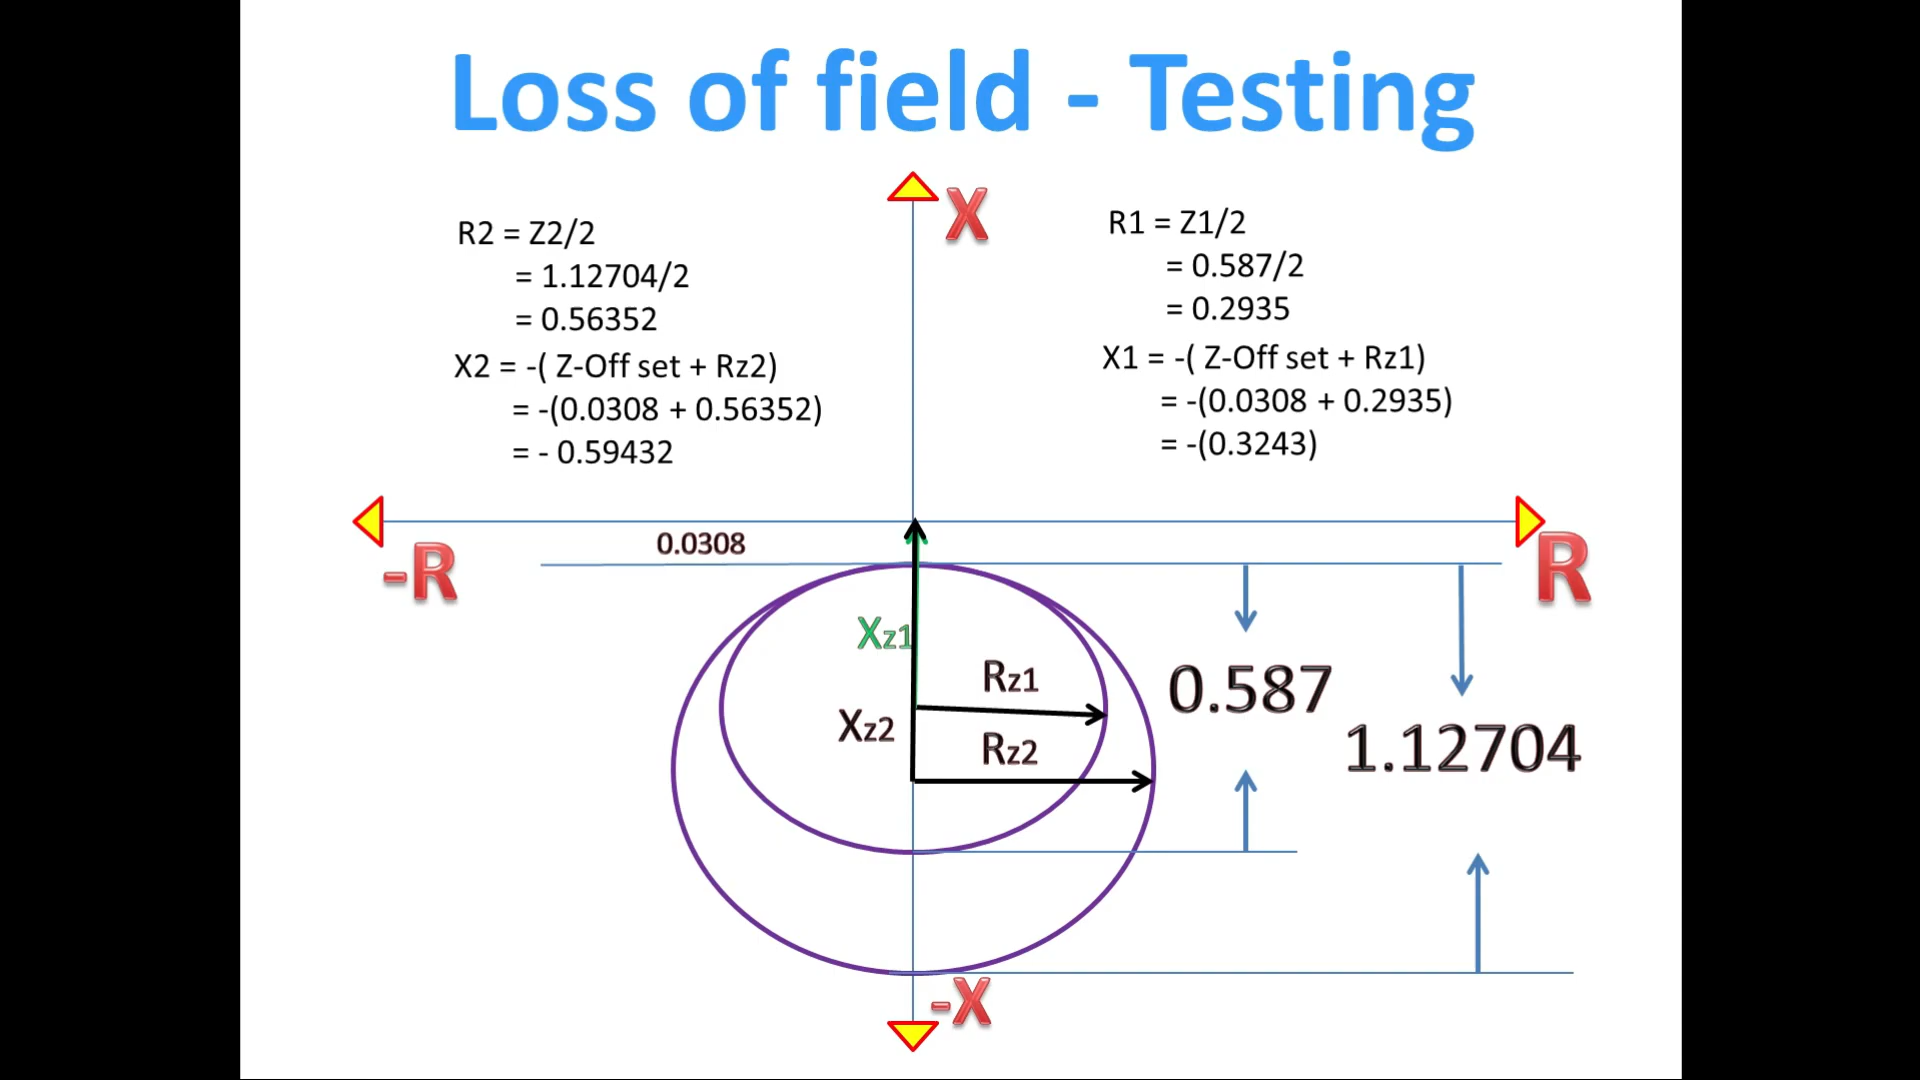 Loss of field - Testing
X
R2 = Z2/2
= 1.12704/2
= 0.56352
X2 = -( Z-Off set + Rz2)
= -(0.0308 + 0.56352)
= - 0.59432
R1 = Z1/2
= 0.587/2
= 0.2935
X1 = -( Z-Off set + Rz1)
= -(0.0308 + 0.2935)
= -(0.3243)
0.0308
-R
R
Xz1
Rz1
0.587
Xz2
Rz2
1.12704
-X